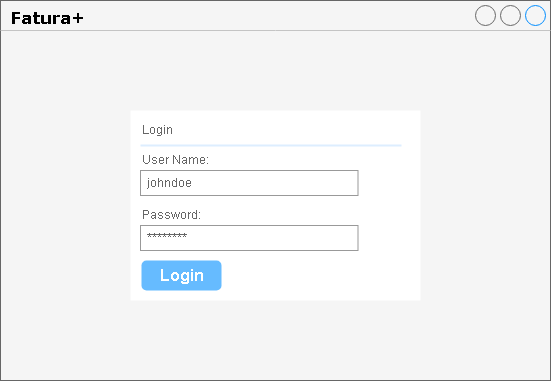 Fatura+
Login
User Name:
johndoe
Password:
********
Login